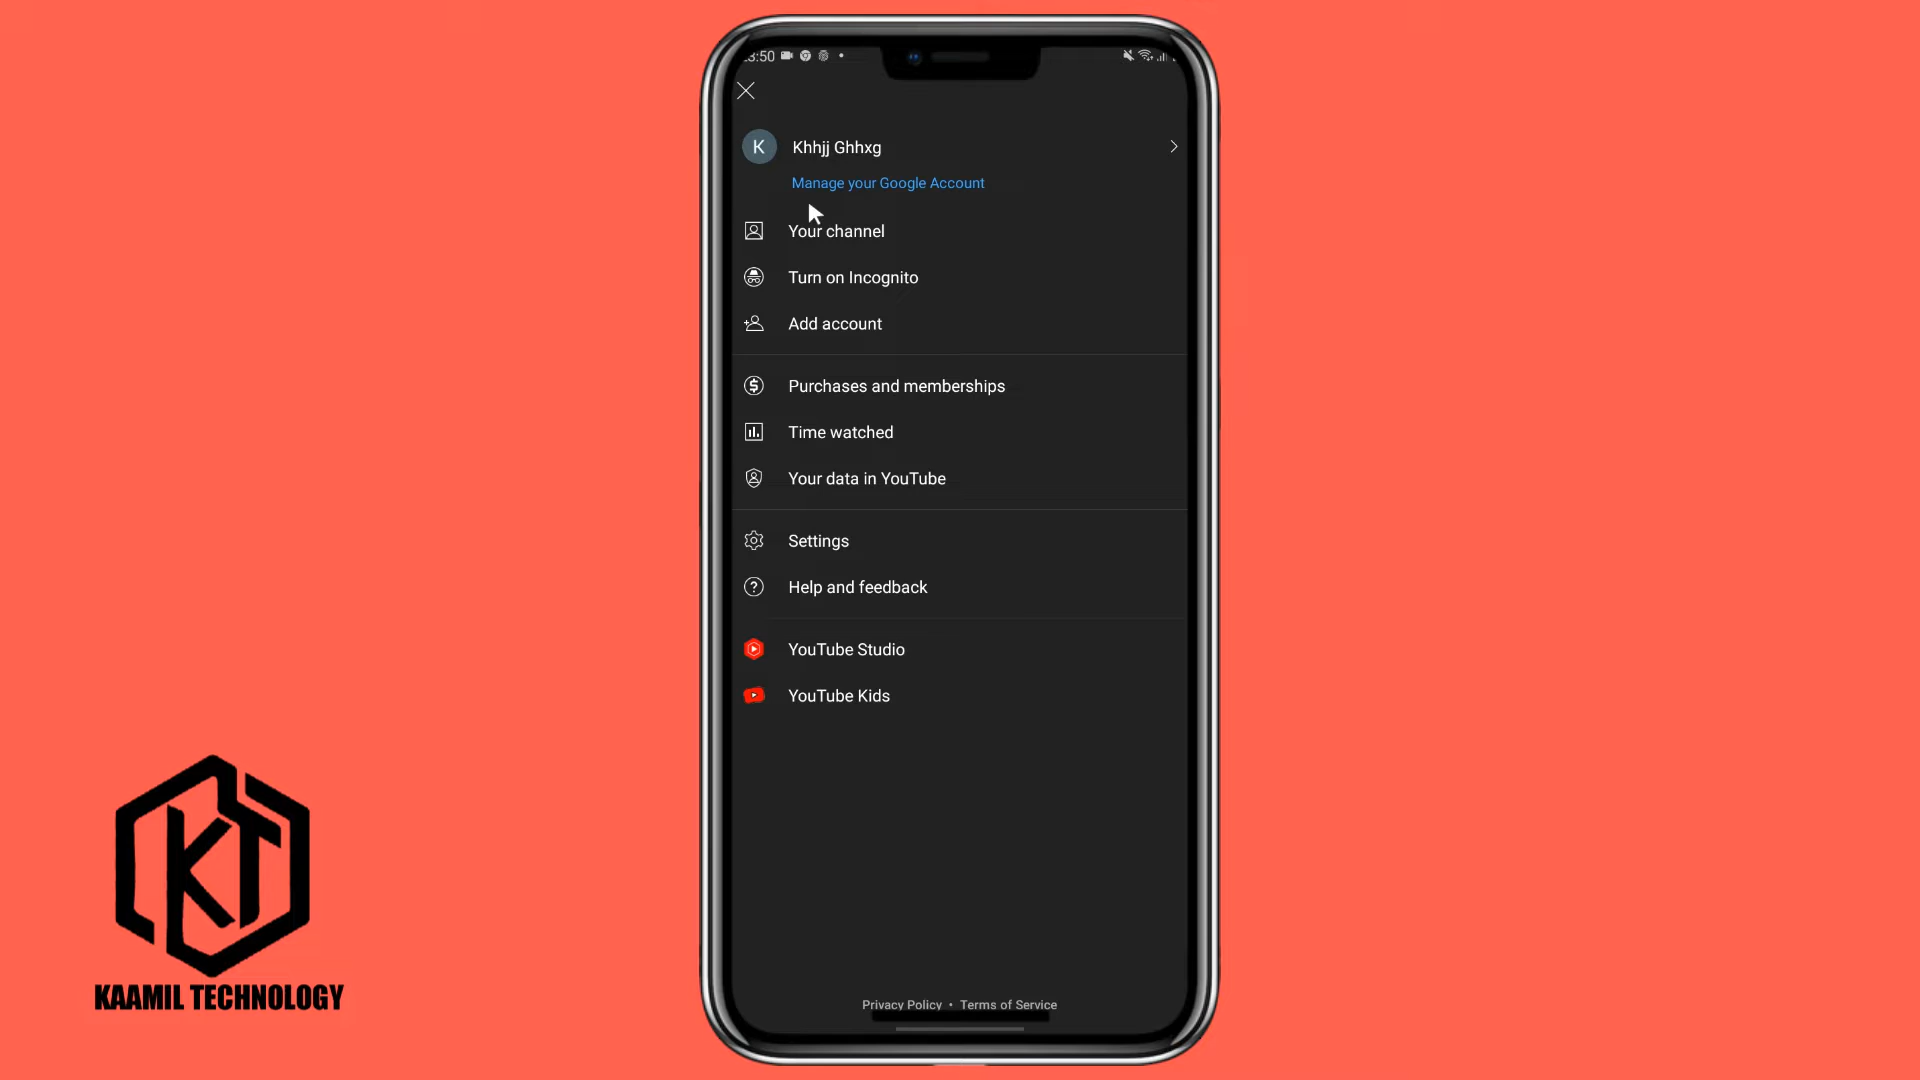 3:50
K
Khhjj Ghhxg
Manage your Google Account
Your channel
Turn on Incognito
Add account
Purchases and memberships
Time watched
Your data in YouTube
Settings
Help and feedback
YouTube Studio
YouTube Kids
Privacy Policy • Terms of Service
KT
KAAMIL TECHNOLOGY